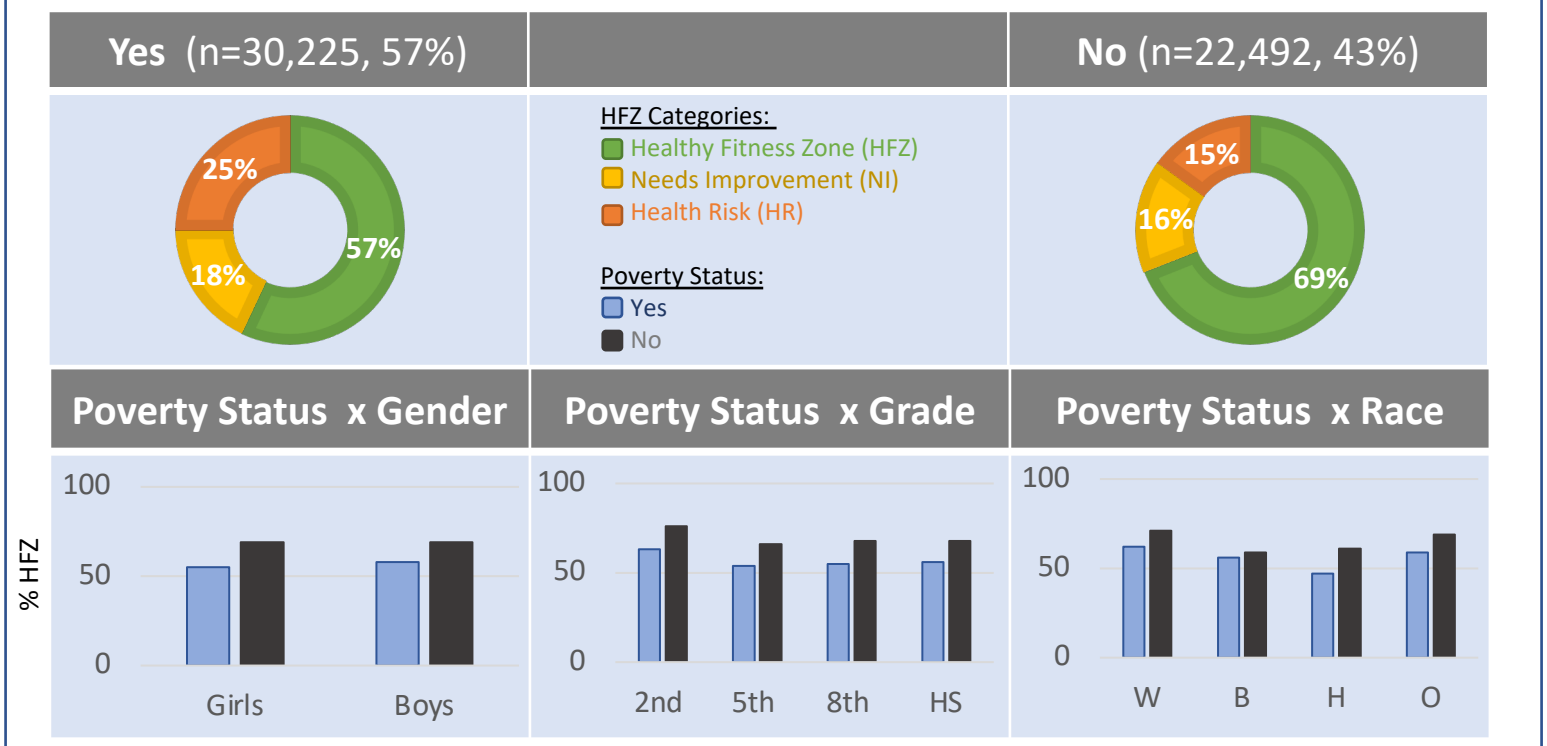 Yes (n=30,225, 57%)
No (n=22,492, 43%)
25%
57%
18%
HFZ Categories:
Healthy Fitness Zone (HFZ)
Needs Improvement (NI)
Health Risk (HR)
Poverty Status:
Yes
No
15%
16%
69%
Poverty Status x Gender
Poverty Status x Grade
Poverty Status x Race
% HFZ
100
50
0
Girls Boys
100
50
0
2nd 5th 8th HS
100
50
0
W B H O